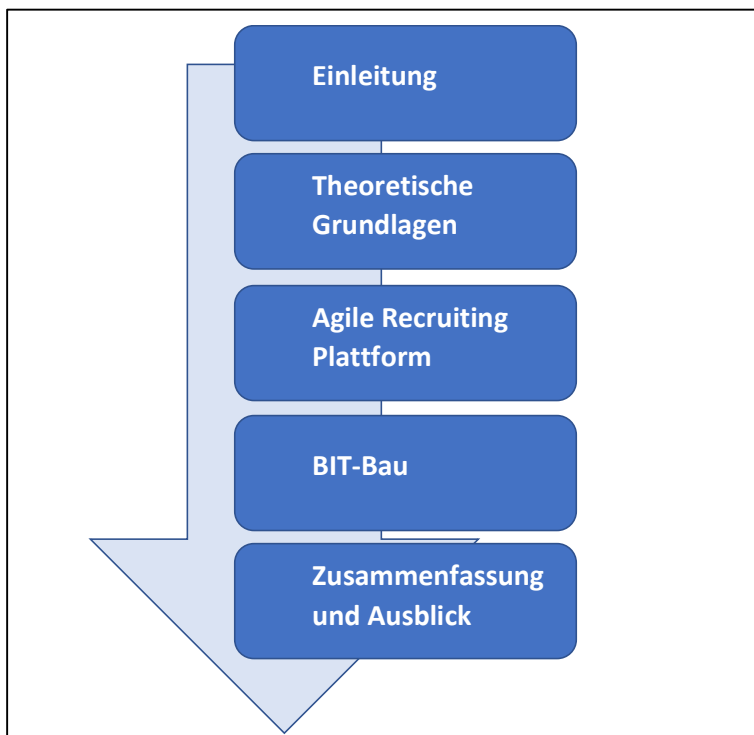 Einleitung
Theoretische
Grundlagen
Agile Recruiting
Plattform
BIT-Bau
Zusammenfassung
und Ausblick